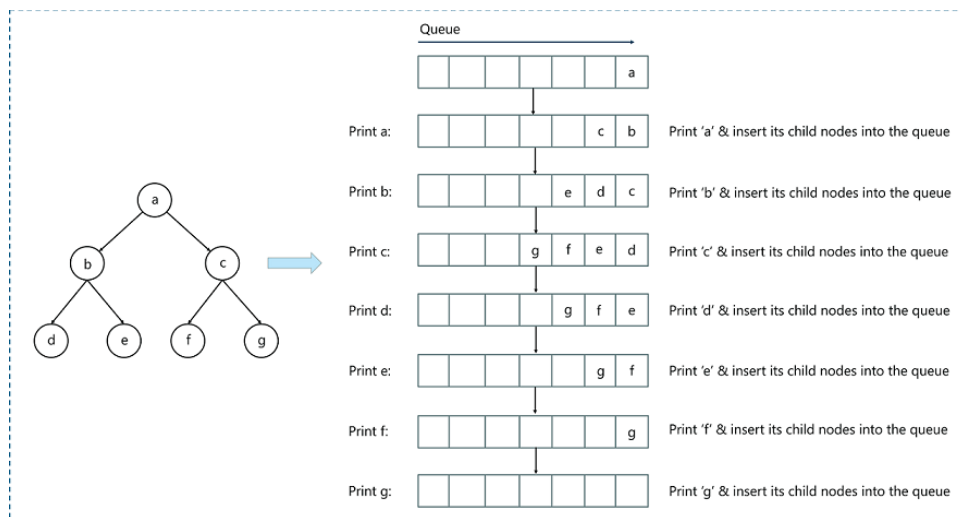 Queue
a
Print a: c b Print 'a' & insert its child nodes into the queue
Print b: e d c Print 'b' & insert its child nodes into the queue
Print c: g f e d Print 'c' & insert its child nodes into the queue
Print d: g f e Print 'd' & insert its child nodes into the queue
Print e: g f Print 'e' & insert its child nodes into the queue
Print f: g Print 'f' & insert its child nodes into the queue
Print g: Print 'g' & insert its child nodes into the queue
a
b c
d e f g